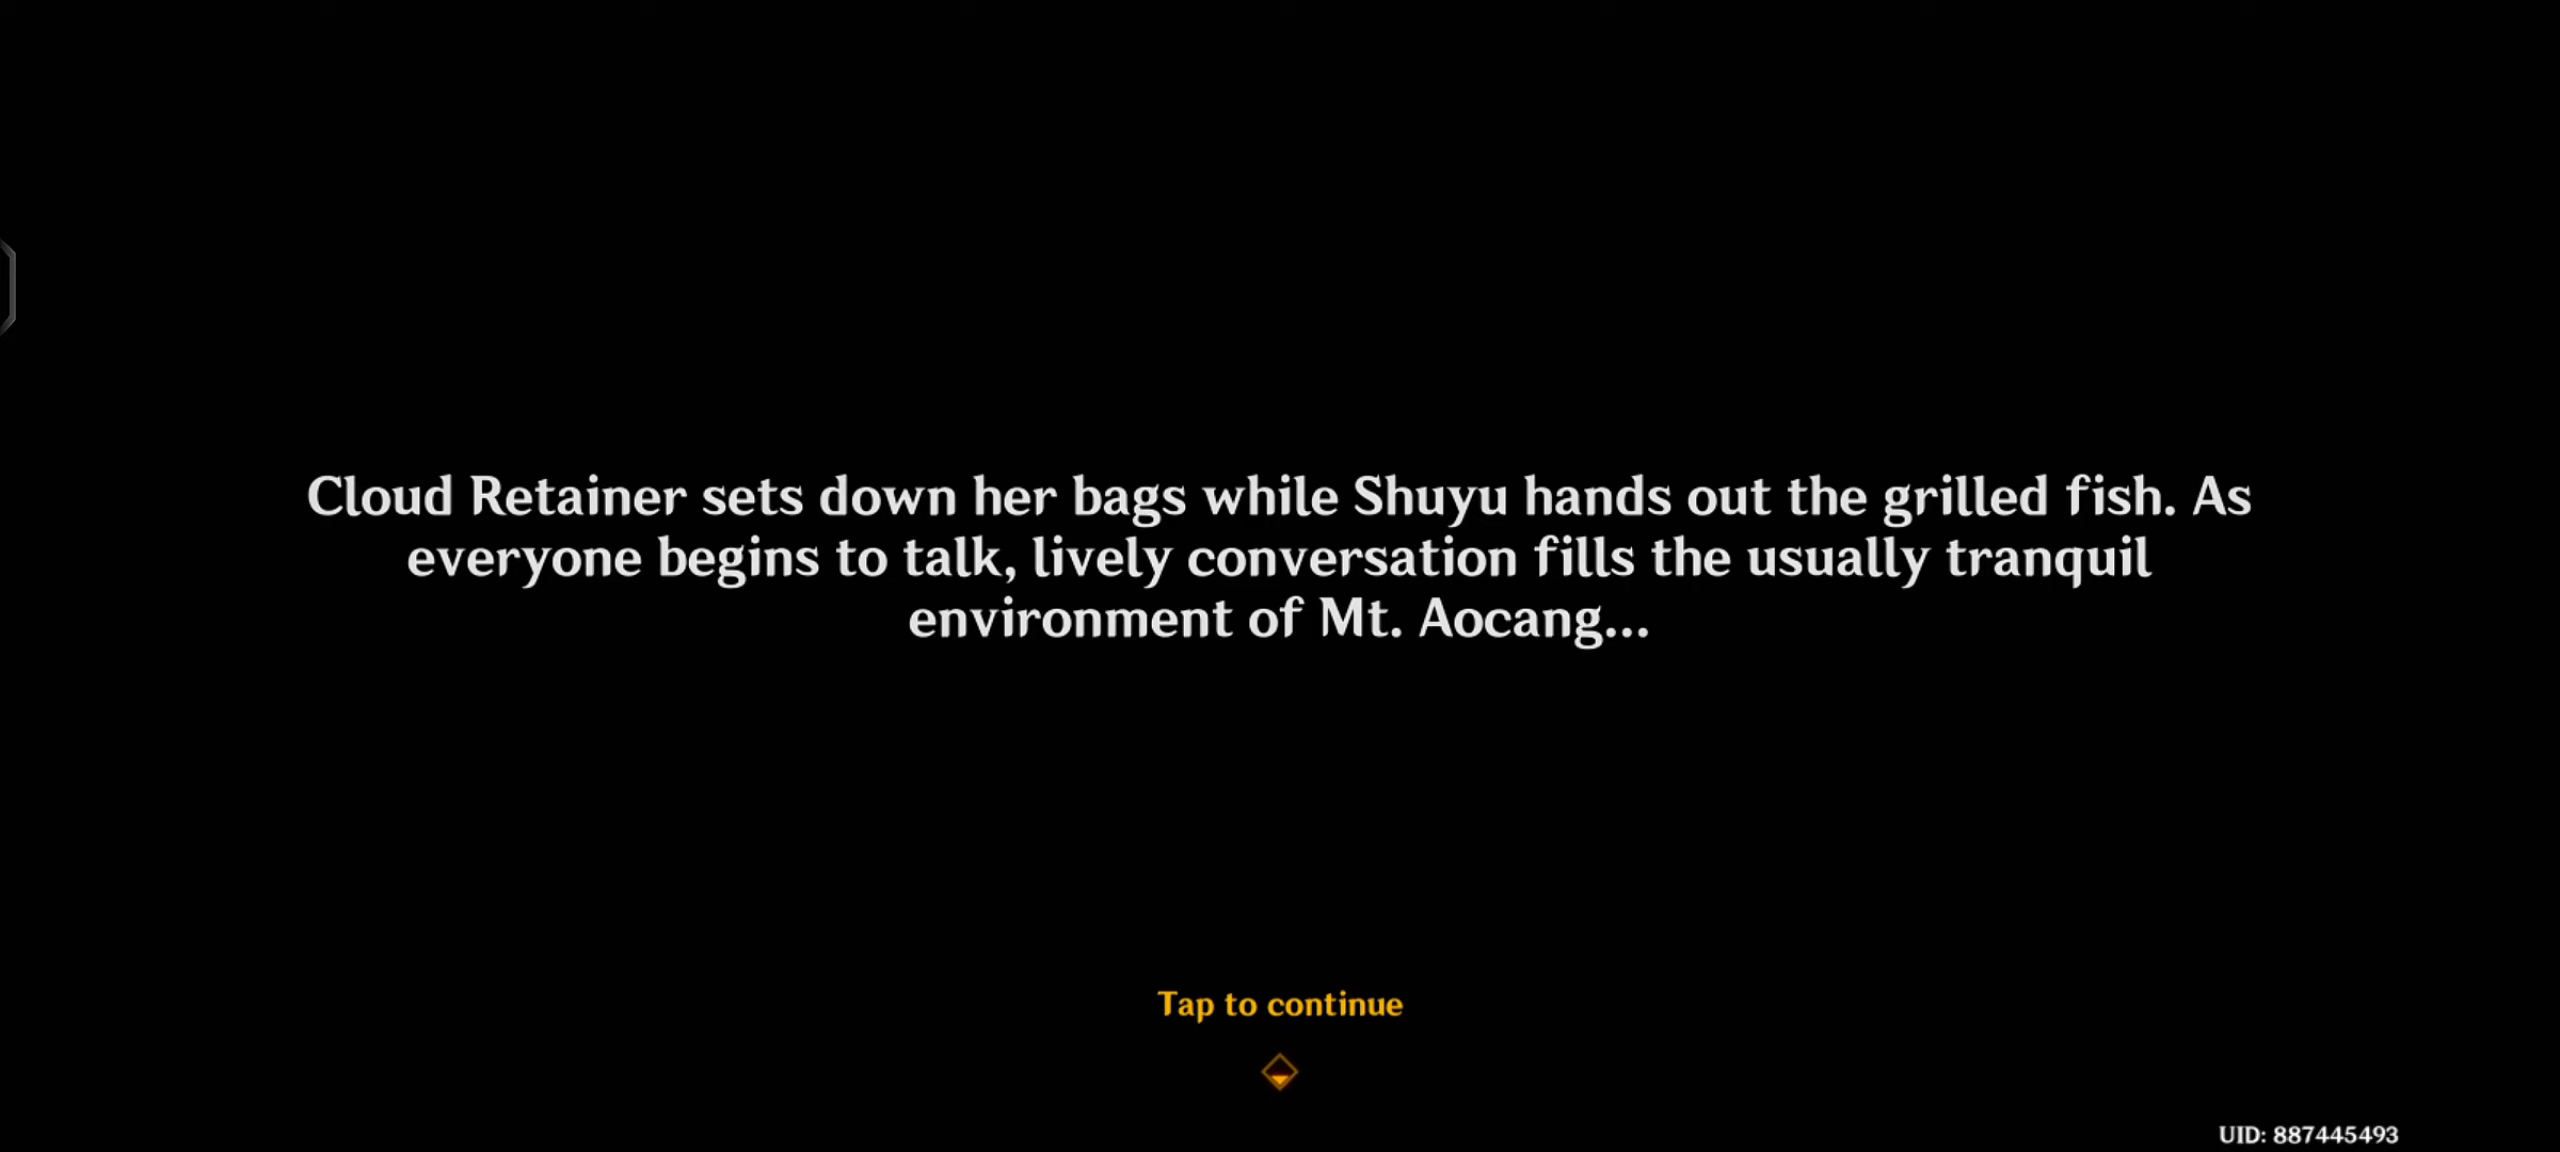 Cloud Retainer sets down her bags while Shuyu hands out the grilled fish. As
everyone begins to talk, lively conversation fills the usually tranquil
environment of Mt. Aocang...
Tap to continue
UID: 887445493